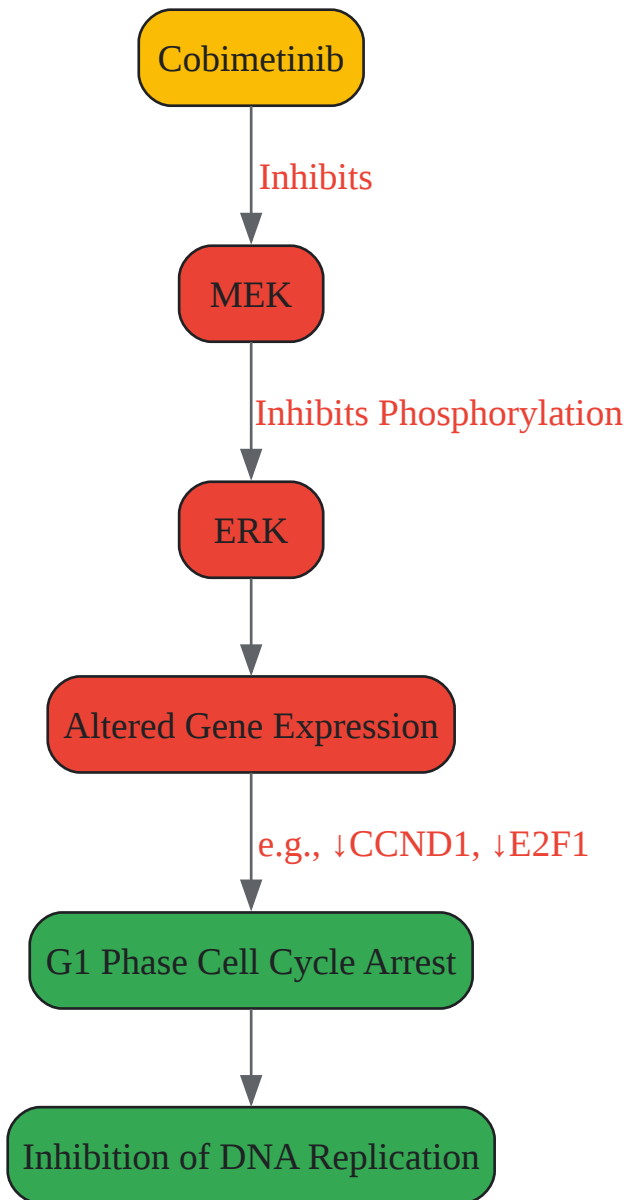 Cobimetinib
Inhibits
MEK
Inhibits Phosphorylation
ERK
Altered Gene Expression
e.g., ↓CCND1, ↓E2F1
G1 Phase Cell Cycle Arrest
Inhibition of DNA Replication